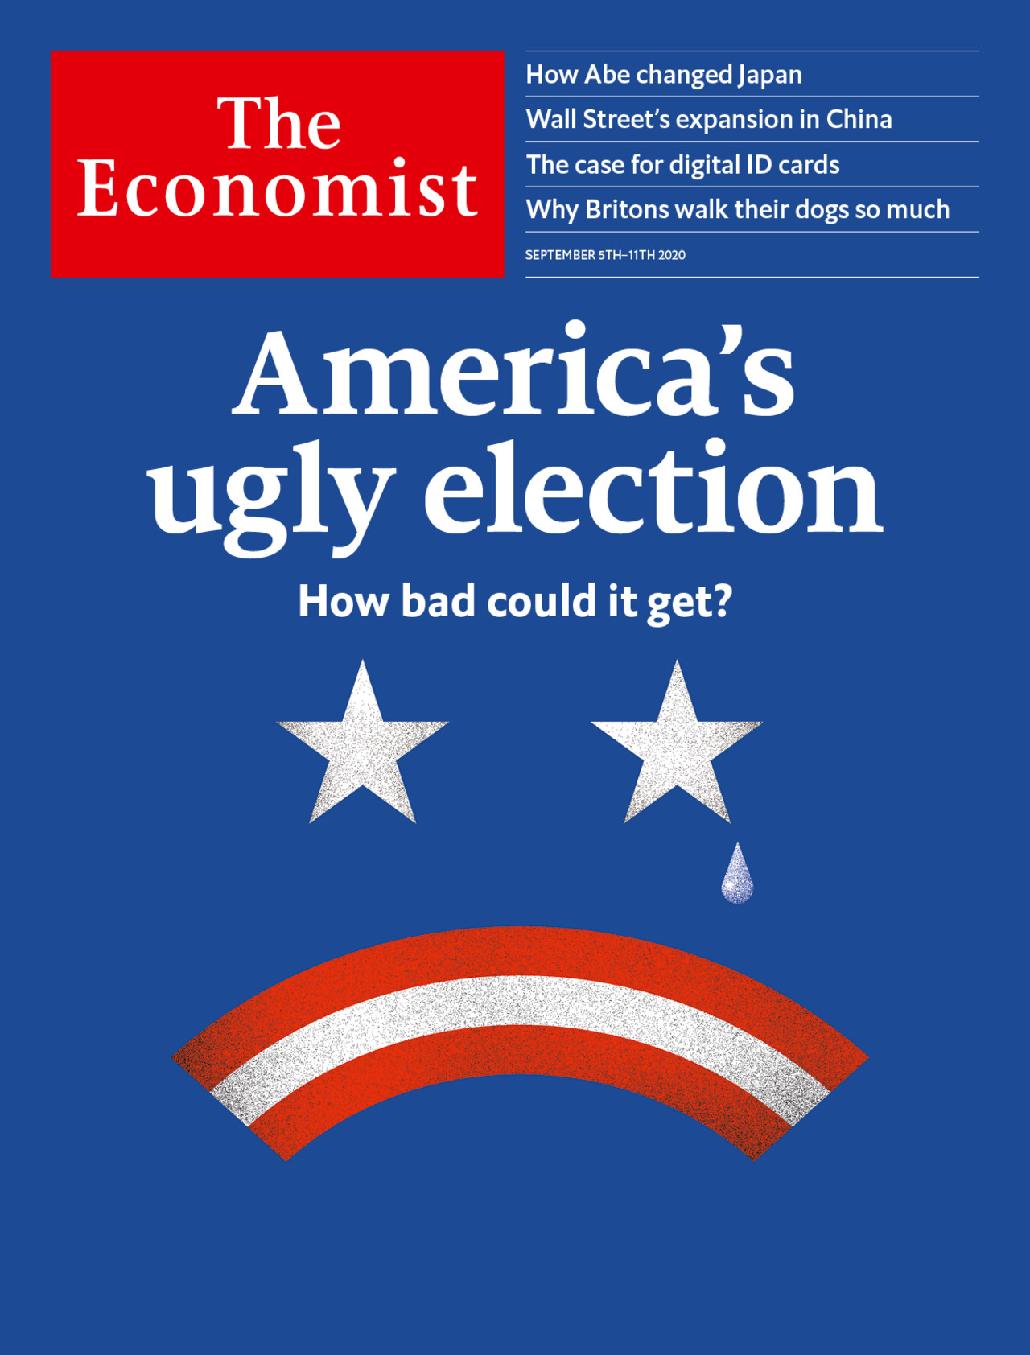 The
Economist
How Abe changed Japan
Wall Street’s expansion in China
The case for digital ID cards
Why Britons walk their dogs so much
SEPTEMBER 5TH–11TH 2020
America’s
ugly election
How bad could it get?